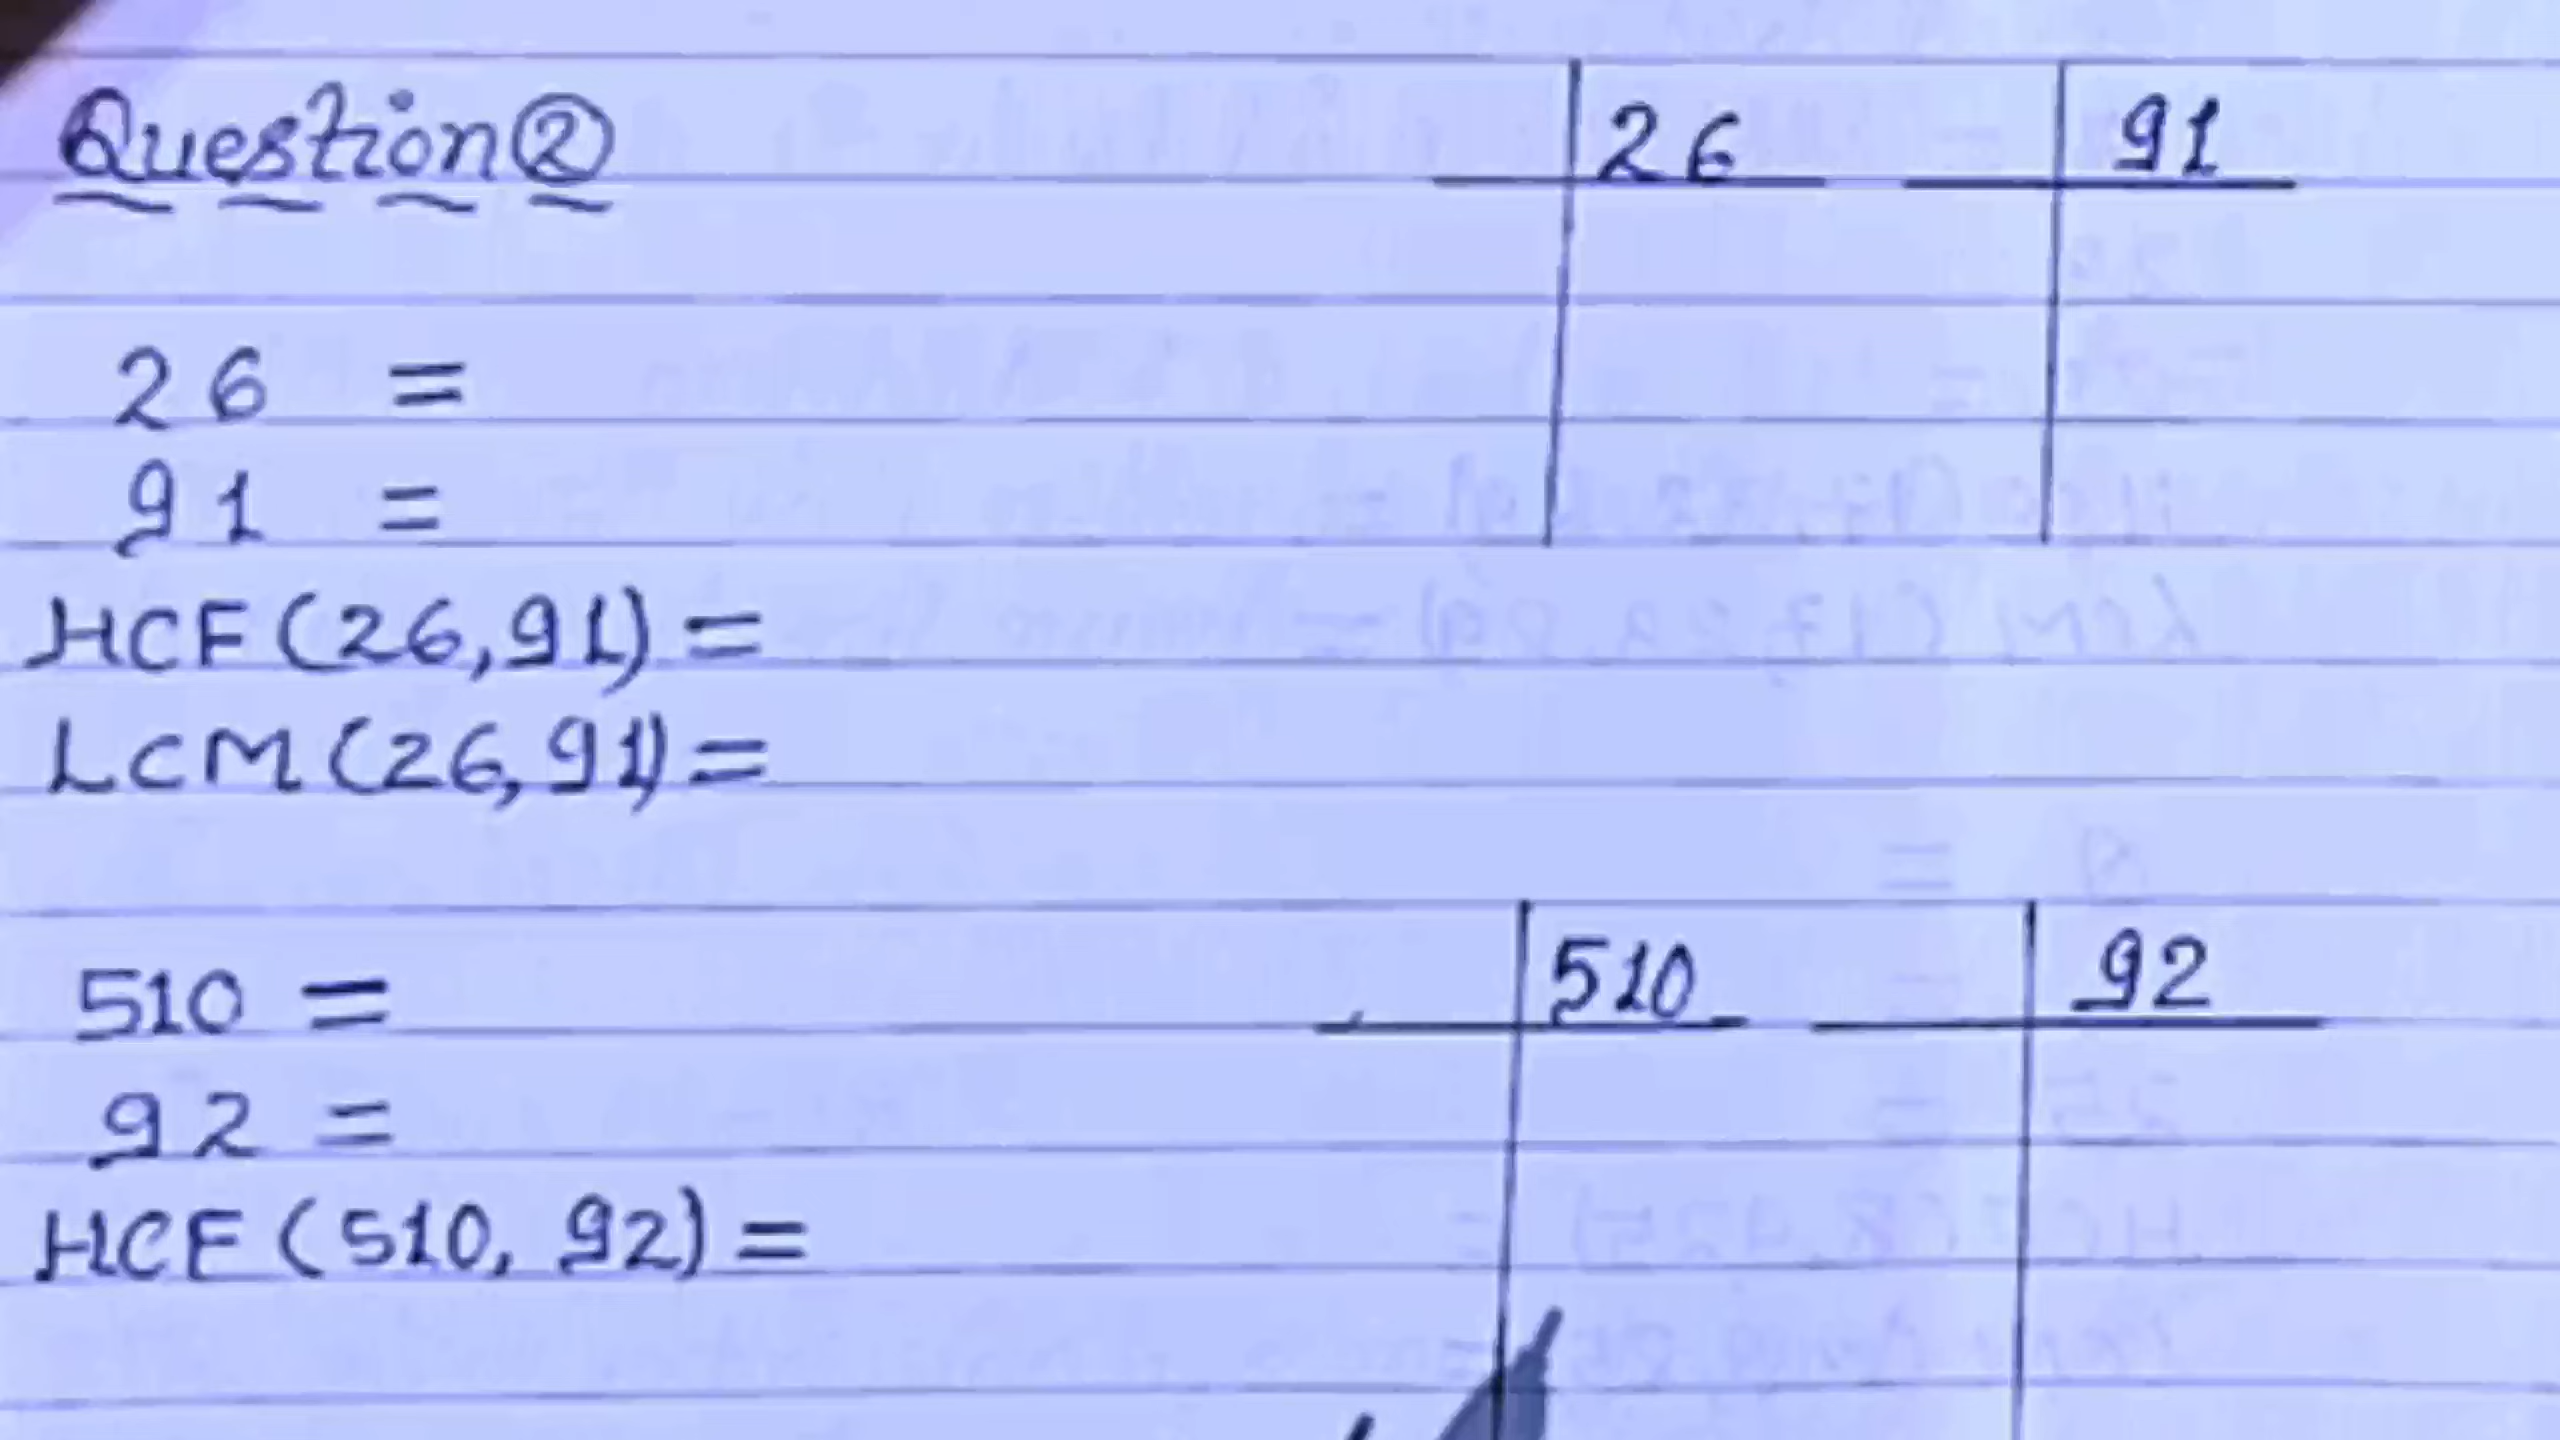 Question②
26 91
26 =
91 =
HCF(26,91)=
LCM(26,91)=
510 92
510 =
92 =
HCF(510, 92)=